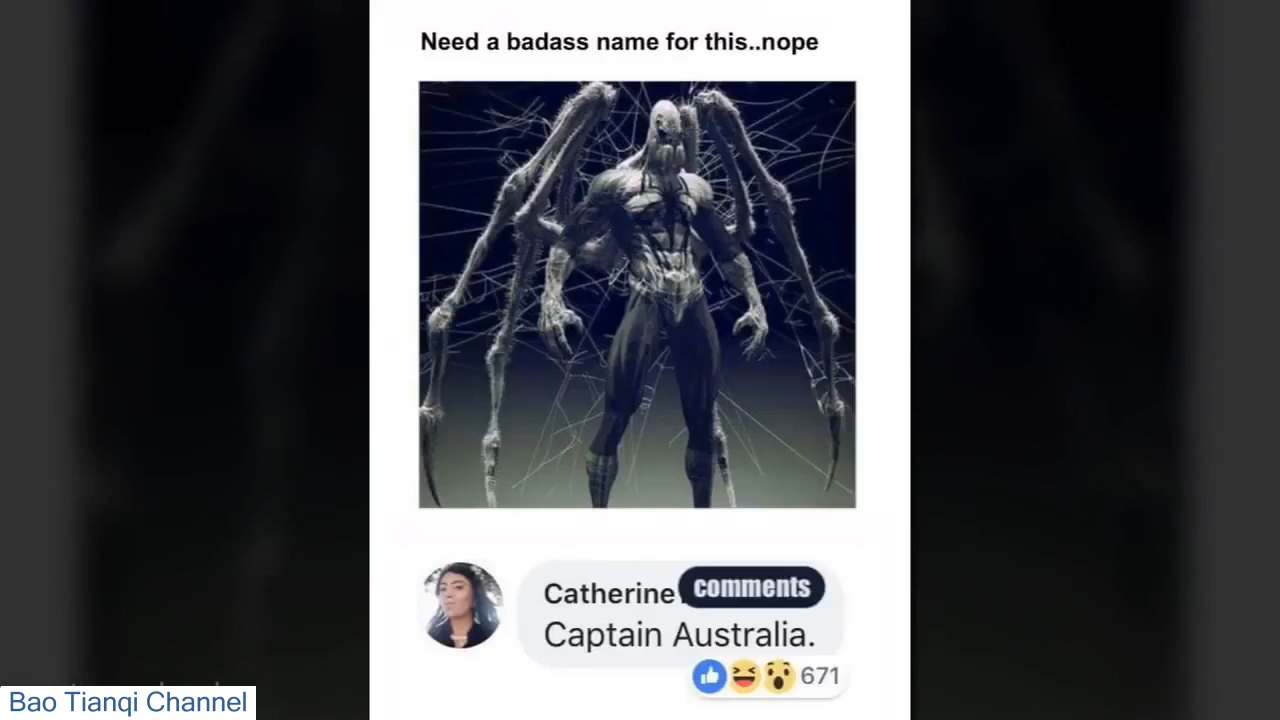 Need a badass name for this..nope
Catherine
comments
Captain Australia.
671
Bao Tianqi Channel